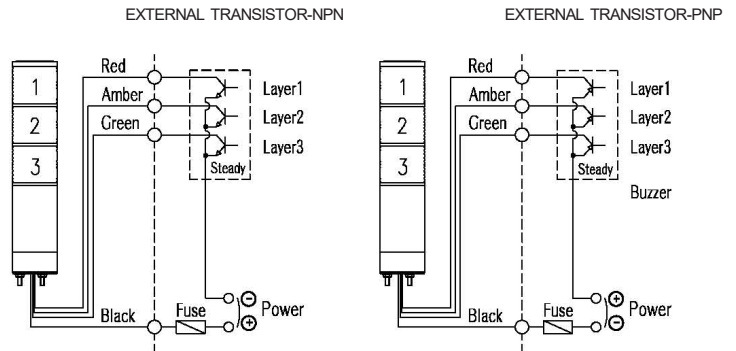 EXTERNAL TRANSISTOR-NPN
Red
Amber
Green
1
2
3
Layer1
Layer2
Layer3
Steady
Black
Fuse
⊖
⊕
Power
EXTERNAL TRANSISTOR-PNP
Red
Amber
Green
1
2
3
Layer1
Layer2
Layer3
Steady
Buzzer
Black
Fuse
⊕
⊖
Power